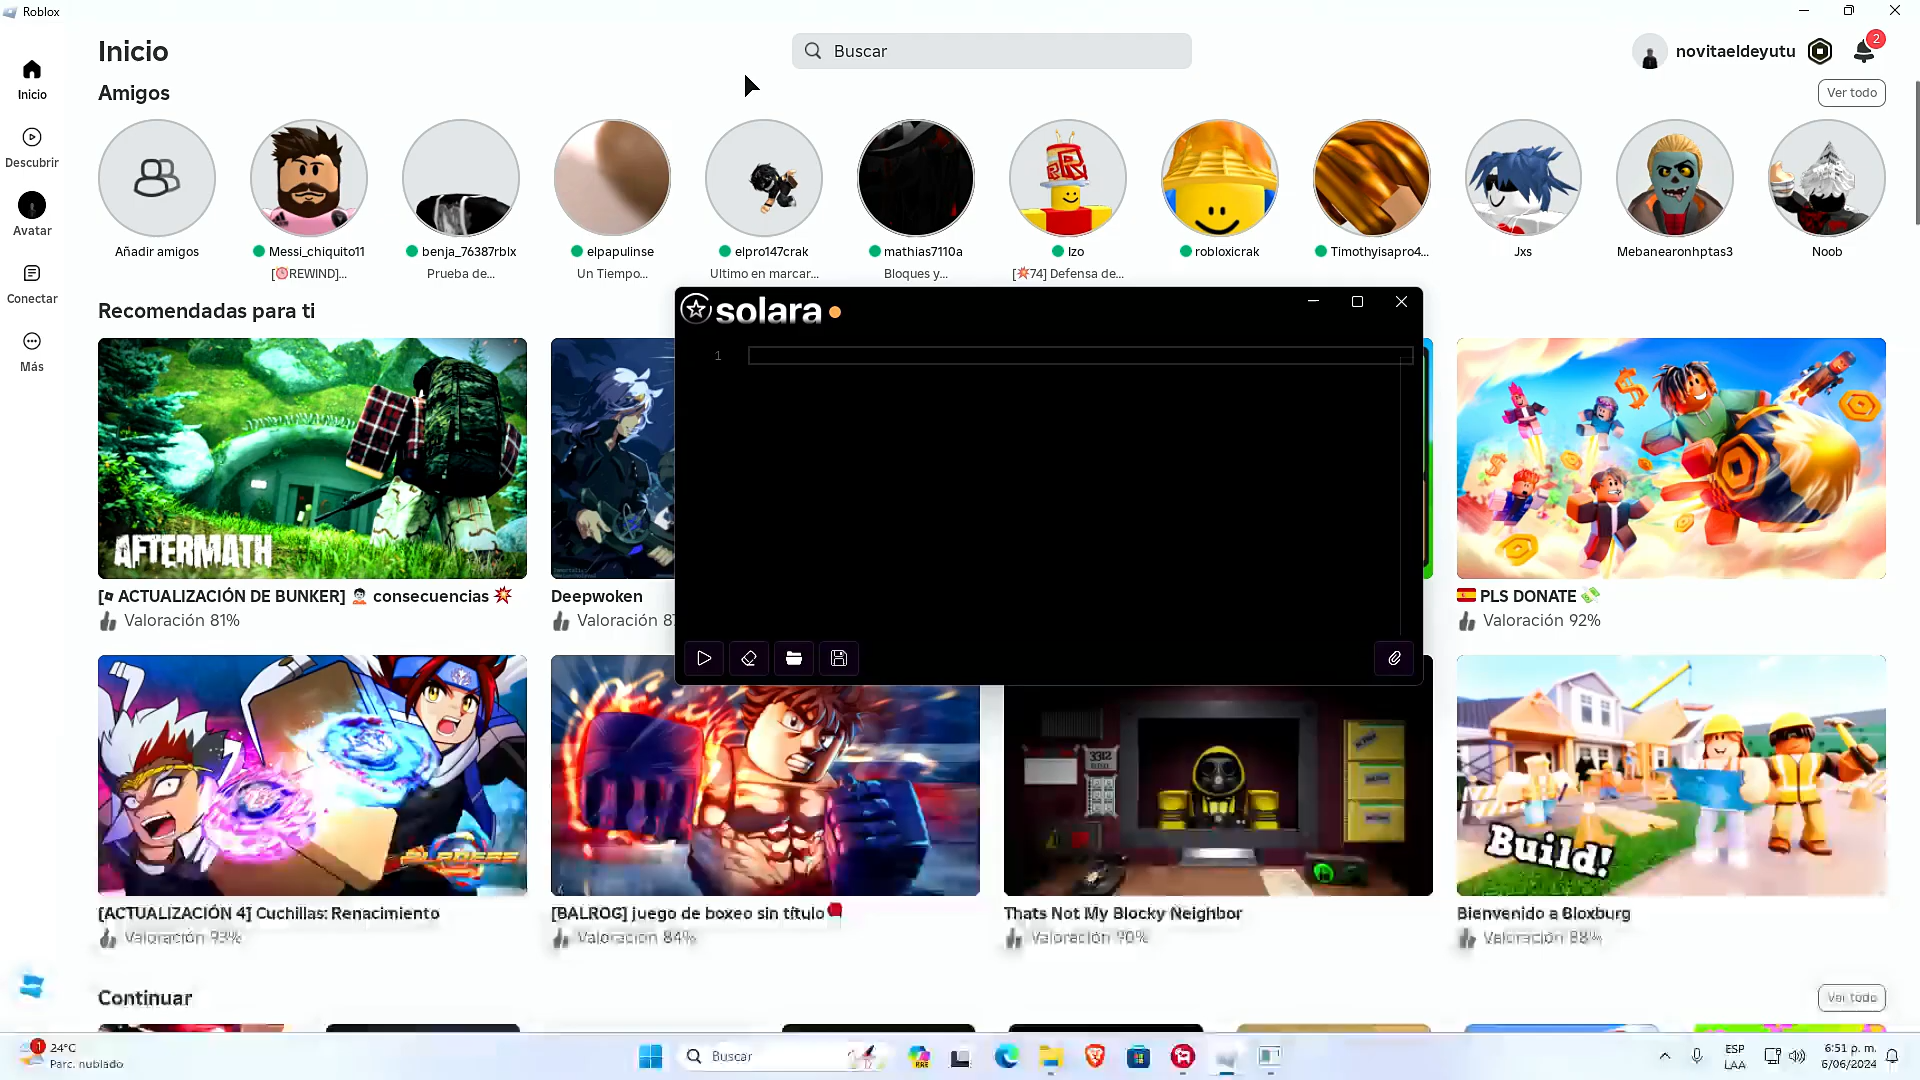 Roblox
Inicio
Buscar
novitaeldeyutu
2
Inicio
Descubrir
Avatar
Conectar
Más
Amigos
Ver todo
Añadir amigos
Messi_chiquito11
[REWIND]...
benja_76387rblx
Prueba de...
elpapulinse
Un Tiempo...
elpro147crak
Ultimo en marcar...
mathias7110a
Bloques y...
Izo
[💥74] Defensa de...
robloxicrak
Timothyisapro4...
Jxs
Mebanearonhptas3
Noob
Recomendadas para ti
solara
1
AFTERMATH
[ ACTUALIZACIÓN DE BUNKER] consecuencias 💥
Valoración 81%
Deepwoken
Valoración 8
PLS DONATE 💸
Valoración 92%
3312
Build!
[ACTUALIZACIÓN 4] Cuchillas: Renacimiento
Valoración 93%
[BALROG] juego de boxeo sin título
Valoración 84%
Thats Not My Blocky Neighbor
Valoración 90%
Bienvenido a Bloxburg
Valoración 88%
Continuar
Ver todo
1
24°C
Parc. nublado
Buscar
ESP
LAA
6:51 p. m.
6/06/2024